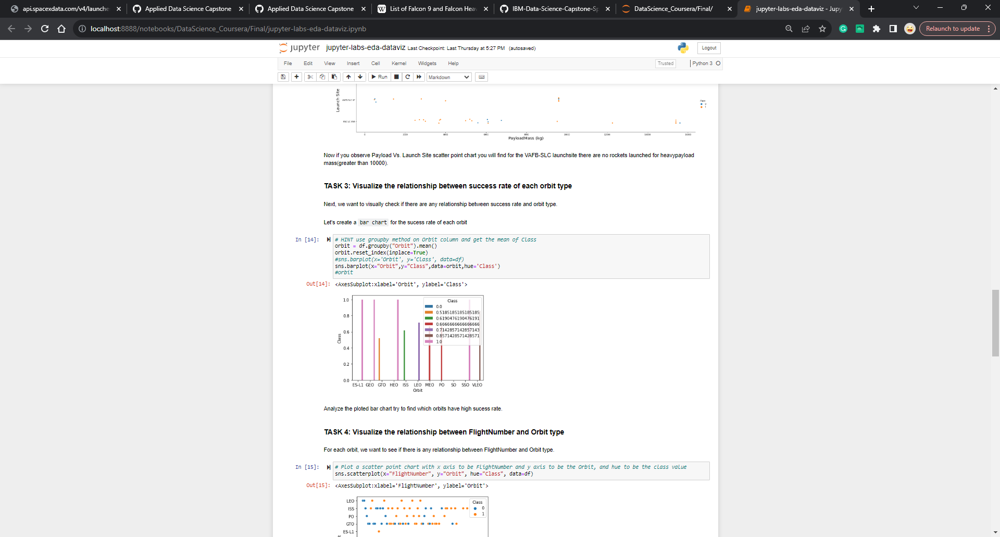 api.spacexdata.com/v4/launche
Applied Data Science Capstone
Applied Data Science Capstone
List of Falcon 9 and Falcon Hea
IBM-Data-Science-Capstone-Sp
DataScience_Coursera/Final/
jupyter-labs-eda-dataviz - Jupy
localhost:8888/notebooks/DataScience_Coursera/Final/jupyter-labs-eda-dataviz.ipynb
Relaunch to update
jupyter jupyter-labs-eda-dataviz Last Checkpoint: Last Thursday at 5:27 PM (autosaved)
Logout
File Edit View Insert Cell Kernel Widgets Help
Trusted
Python 3
Run
Markdown
Launch Site
PayloadMass (kg)
Now if you observe Payload Vs. Launch Site scatter point chart you will find for the VAFB-SLC launchsite there are no rockets launched for heavypayload
mass(greater than 10000).
TASK 3: Visualize the relationship between success rate of each orbit type
Next, we want to visually check if there are any relationship between success rate and orbit type.
Let's create a bar chart for the sucess rate of each orbit
In [14]:
# HINT use groupby method on Orbit column and get the mean of Class
orbit = df.groupby("Orbit").mean()
orbit.reset_index(inplace=True)
#sns.barplot(x='Orbit', y='Class', data=df)
sns.barplot(x="Orbit",y="Class",data=orbit,hue='Class')
#orbit
Out[14]: <AxesSubplot:xlabel='Orbit', ylabel='Class'>
1.0
0.8
0.6
0.4
0.2
0.0
Class
Class
0.0
0.5185185185185185
0.6190476190476191
0.6666666666666666
0.7142857142857143
0.8571428571428571
1.0
ES-L1 GEO GTO HEO ISS LEO MEO PO SO SSO VLEO
Orbit
Analyze the ploted bar chart try to find which orbits have high sucess rate.
TASK 4: Visualize the relationship between FlightNumber and Orbit type
For each orbit, we want to see if there is any relationship between FlightNumber and Orbit type.
In [15]:
# Plot a scatter point chart with x axis to be FlightNumber and y axis to be the Orbit, and hue to be the class value
sns.scatterplot(x="FlightNumber", y="Orbit", hue="Class", data=df)
Out[15]: <AxesSubplot:xlabel='FlightNumber', ylabel='Orbit'>
LEO
ISS
PO
GTO
ES-L1
Class
0
1